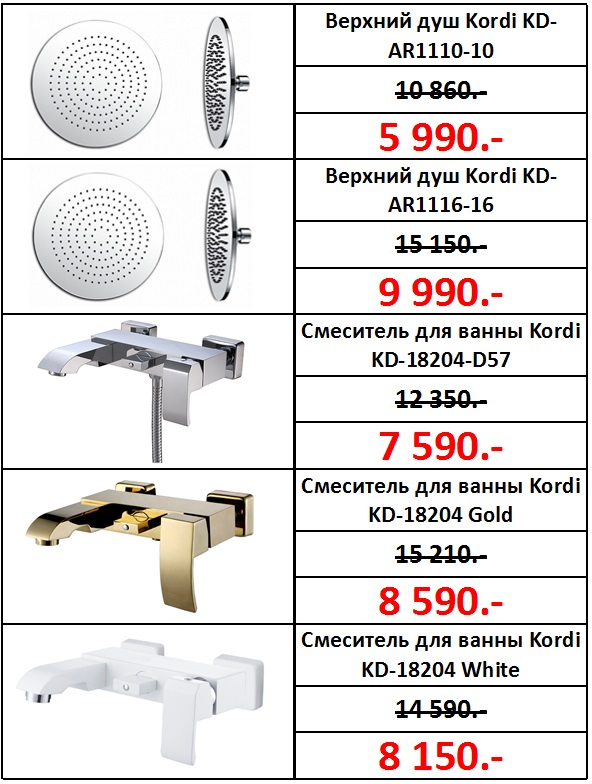 Верхний душ Kordi KD-
AR1110-10
10 860.-
5 990.-
Верхний душ Kordi KD-
AR1116-16
15 150.-
9 990.-
Смеситель для ванны Kordi
KD-18204-D57
12 350.-
7 590.-
Смеситель для ванны Kordi
KD-18204 Gold
15 210.-
8 590.-
Смеситель для ванны Kordi
KD-18204 White
14 590.-
8 150.-